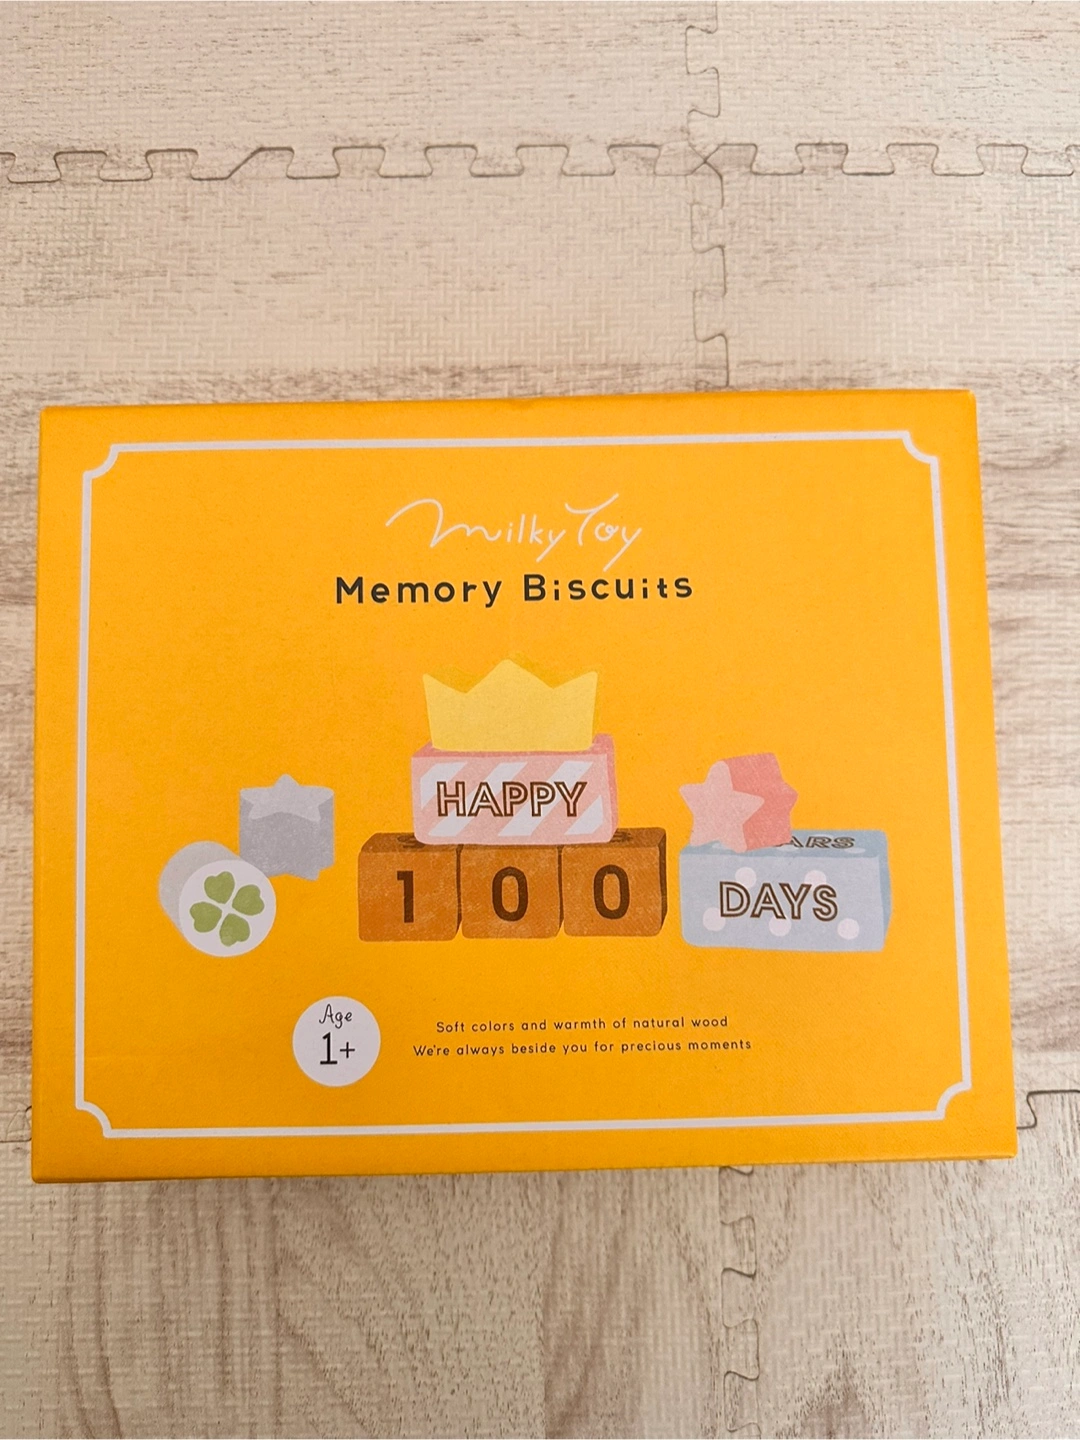 Milky Toy
Memory Biscuits
HAPPY
100
ARS
DAYS
Age
1+
Soft colors and warmth of natural wood
We're always beside you for precious moments